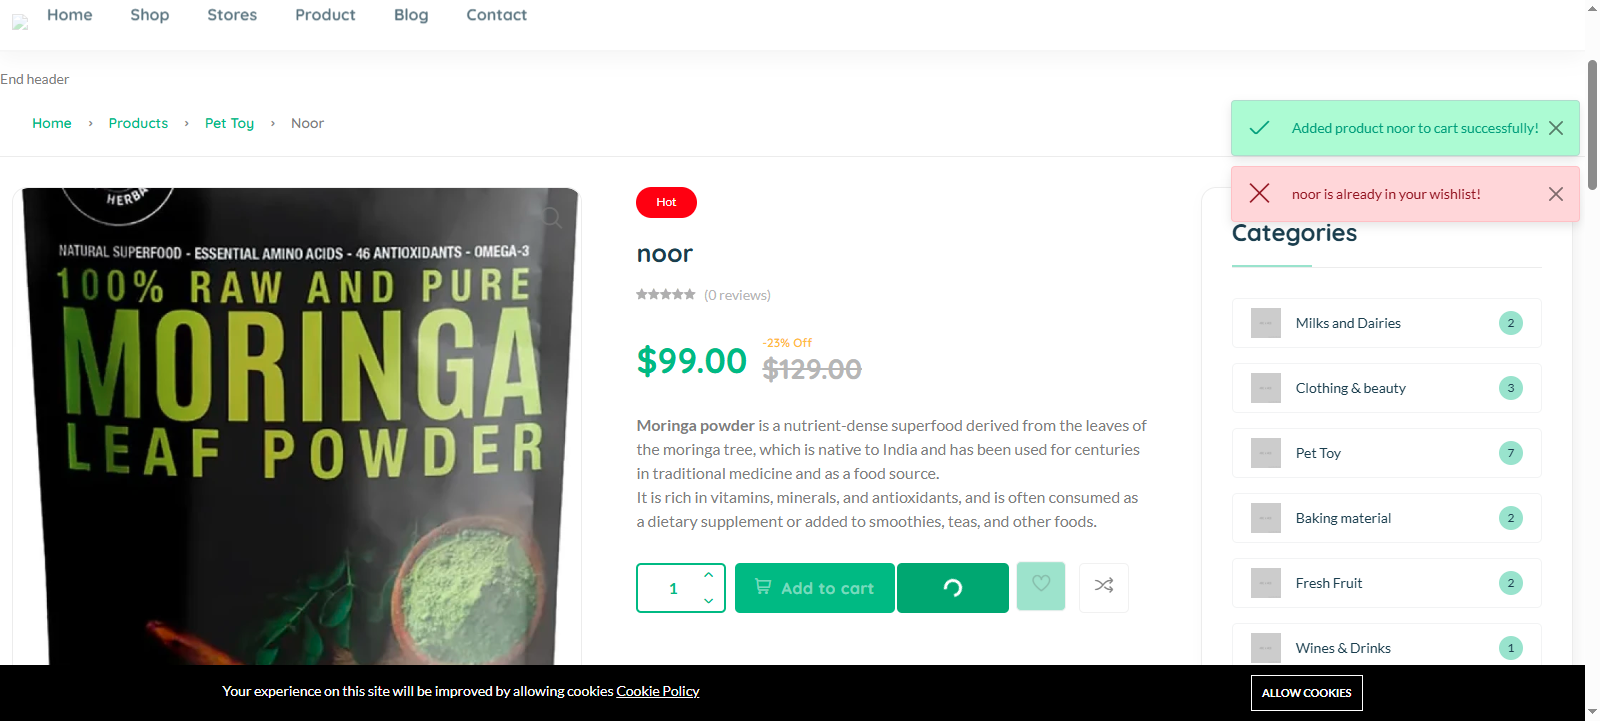 Home Shop Stores Product Blog Contact
End header
Home › Products › Pet Toy › Noor
Added product noor to cart successfully!
noor is already in your wishlist!
HERBA
NATURAL SUPERFOOD - ESSENTIAL AMINO ACIDS - 46 ANTIOXIDANTS - OMEGA-3
100% RAW AND PURE
MORINGA
LEAF POWDER
Hot
noor
(0 reviews)
-23% Off
$99.00 $129.00
Moringa powder is a nutrient-dense superfood derived from the leaves of
the moringa tree, which is native to India and has been used for centuries
in traditional medicine and as a food source.
It is rich in vitamins, minerals, and antioxidants, and is often consumed as
a dietary supplement or added to smoothies, teas, and other foods.
1 Add to cart
Categories
Milks and Dairies 2
Clothing & beauty 3
Pet Toy 7
Baking material 2
Fresh Fruit 2
Wines & Drinks 1
Your experience on this site will be improved by allowing cookies Cookie Policy
ALLOW COOKIES